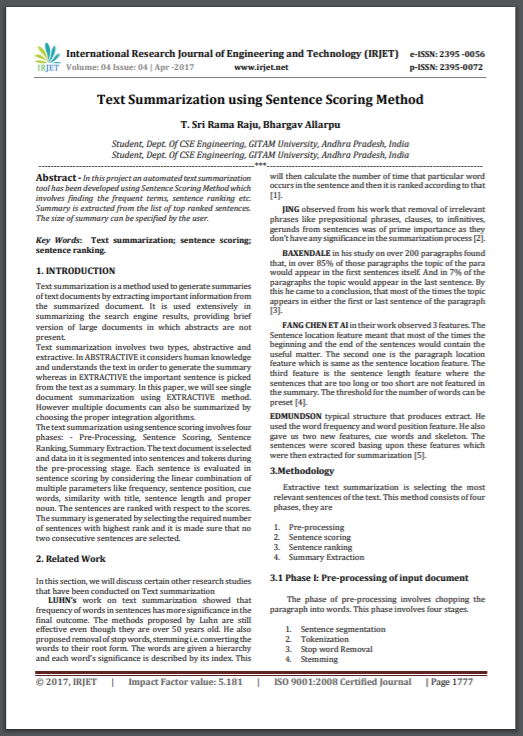 International Research Journal of Engineering and Technology (IRJET)
e-ISSN: 2395 -0056
IRJET
Volume: 04 Issue: 04 | Apr -2017
www.irjet.net
p-ISSN: 2395-0072
Text Summarization using Sentence Scoring Method
T. Sri Rama Raju, Bhargav Allarpu
Student, Dept. Of CSE Engineering, GITAM University, Andhra Pradesh, India
Student, Dept. Of CSE Engineering, GITAM University, Andhra Pradesh, India
---------------------------------------------------------------------***---------------------------------------------------------------------
Abstract - In this project an automated text summarization
tool has been developed using Sentence Scoring Method which
involves finding the frequent terms, sentence ranking etc.
Summary is extracted from the list of top ranked sentences.
The size of summary can be specified by the user.
Key Words: Text summarization; sentence scoring;
sentence ranking.
1. INTRODUCTION
Text summarization is a method used to generate summaries
of text documents by extracting important information from
the summarized document. It is used extensively in
summarizing the search engine results, providing brief
version of large documents in which abstracts are not
present.
Text summarization involves two types, abstractive and
extractive. In ABSTRACTIVE it considers human knowledge
and understands the text in order to generate the summary
whereas in EXTRACTIVE the important sentence is picked
from the text as a summary. In this paper, we will see single
document summarization using EXTRACTIVE method.
However multiple documents can also be summarized by
choosing the proper integration algorithms.
The text summarization using sentence scoring involves four
phases: - Pre-Processing, Sentence Scoring, Sentence
Ranking, Summary Extraction. The text document is selected
and data in it is segmented into sentences and tokens during
the pre-processing stage. Each sentence is evaluated in
sentence scoring by considering the linear combination of
multiple parameters like frequency, sentence position, cue
words, similarity with title, sentence length and proper
noun. The sentences are ranked with respect to the scores.
The summary is generated by selecting the required number
of sentences with highest rank and it is made sure that no
two consecutive sentences are selected.
2. Related Work
In this section, we will discuss certain other research studies
that have been conducted on Text summarization
LUHN's work on text summarization showed that
frequency of words in sentences has more significance in the
final outcome. The methods proposed by Luhn are still
effective even though they are over 50 years old. He also
proposed removal of stop words, stemming i.e. converting the
words to their root form. The words are given a hierarchy
and each word's significance is described by its index. This
will then calculate the number of time that particular word
occurs in the sentence and then it is ranked according to that
[1].
JING observed from his work that removal of irrelevant
phrases like prepositional phrases, clauses, to infinitives,
gerunds from sentences was of prime importance as they
don't have any significance in the summarization process [2].
BAXENDALE in his study on over 200 paragraphs found
that, in over 85% of those paragraphs the topic of the para
would appear in the first sentences itself. And in 7% of the
paragraphs the topic would appear in the last sentence. By
this he came to a conclusion, that most of the times the topic
appears in either the first or last sentence of the paragraph
[3].
FANG CHEN ET AI in their work observed 3 features. The
Sentence location feature meant that most of the times the
beginning and the end of the sentences would contain the
useful matter. The second one is the paragraph location
feature which is same as the sentence location feature. The
third feature is the sentence length feature where the
sentences that are too long or too short are not featured in
the summary. The threshold for the number of words can be
preset [4].
EDMUNDSON typical structure that produces extract. He
used the word frequency and word position feature. He also
gave us two new features, cue words and skeleton. The
sentences were scored basing upon these features which
were then extracted for summarization [5].
3.Methodology
Extractive text summarization is selecting the most
relevant sentences of the text. This method consists of four
phases, they are
1. Pre-processing
2. Sentence scoring
3. Sentence ranking
4. Summary Extraction
3.1 Phase I: Pre-processing of input document
The phase of pre-processing involves chopping the
paragraph into words. This phase involves four stages.
1. Sentence segmentation
2. Tokenization
3. Stop word Removal
4. Stemming
© 2017, IRJET | Impact Factor value: 5.181 | ISO 9001:2008 Certified Journal | Page 1777